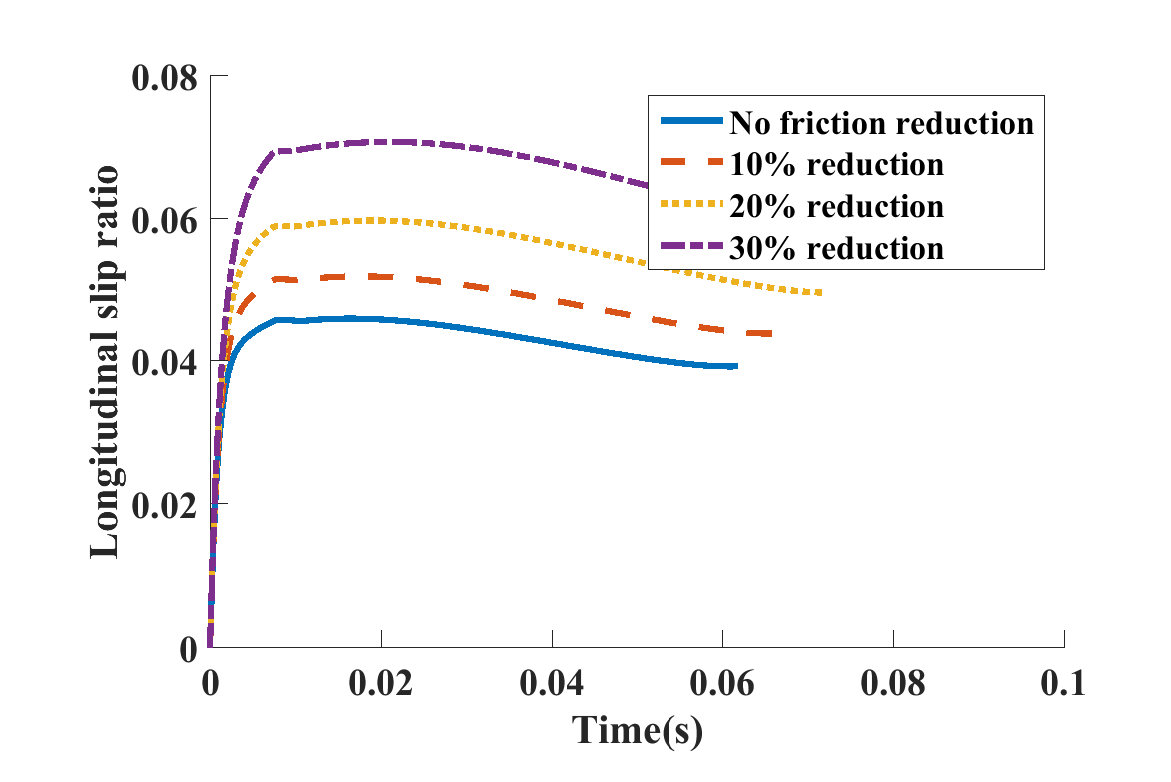 0.08
0.06
0.04
0.02
0
Longitudinal slip ratio
No friction reduction
10% reduction
20% reduction
30% reduction
0 0.02 0.04 0.06 0.08 0.1
Time(s)